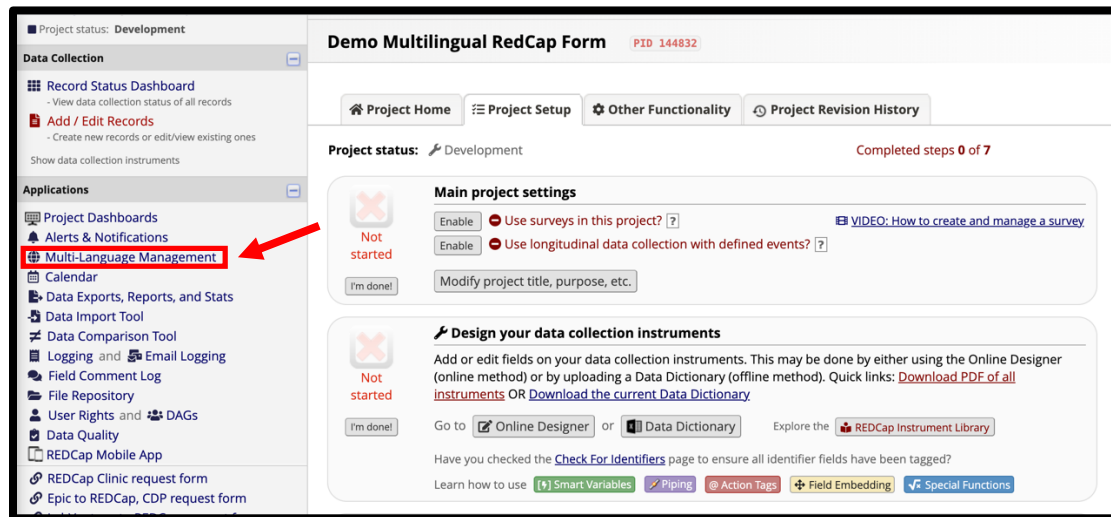 Project status: Development
Data Collection
Record Status Dashboard
- View data collection status of all records
Add / Edit Records
- Create new records or edit/view existing ones
Show data collection instruments
Applications
Project Dashboards
Alerts & Notifications
Multi-Language Management
Calendar
Data Exports, Reports, and Stats
Data Import Tool
Data Comparison Tool
Logging and Email Logging
Field Comment Log
File Repository
User Rights and DAGs
Data Quality
REDCap Mobile App
REDCap Clinic request form
Epic to REDCap, CDP request form
Demo Multilingual RedCap Form PID 144832
Project Home Project Setup Other Functionality Project Revision History
Project status: Development Completed steps 0 of 7
Not
started
I'm done!
Main project settings
Enable Use surveys in this project? ? VIDEO: How to create and manage a survey
Enable Use longitudinal data collection with defined events? ?
Modify project title, purpose, etc.
Not
started
I'm done!
Design your data collection instruments
Add or edit fields on your data collection instruments. This may be done by either using the Online Designer
(online method) or by uploading a Data Dictionary (offline method). Quick links: Download PDF of all
instruments OR Download the current Data Dictionary
Go to Online Designer or Data Dictionary Explore the REDCap Instrument Library
Have you checked the Check For Identifiers page to ensure all identifier fields have been tagged?
Learn how to use Smart Variables Piping @ Action Tags Field Embedding Special Functions